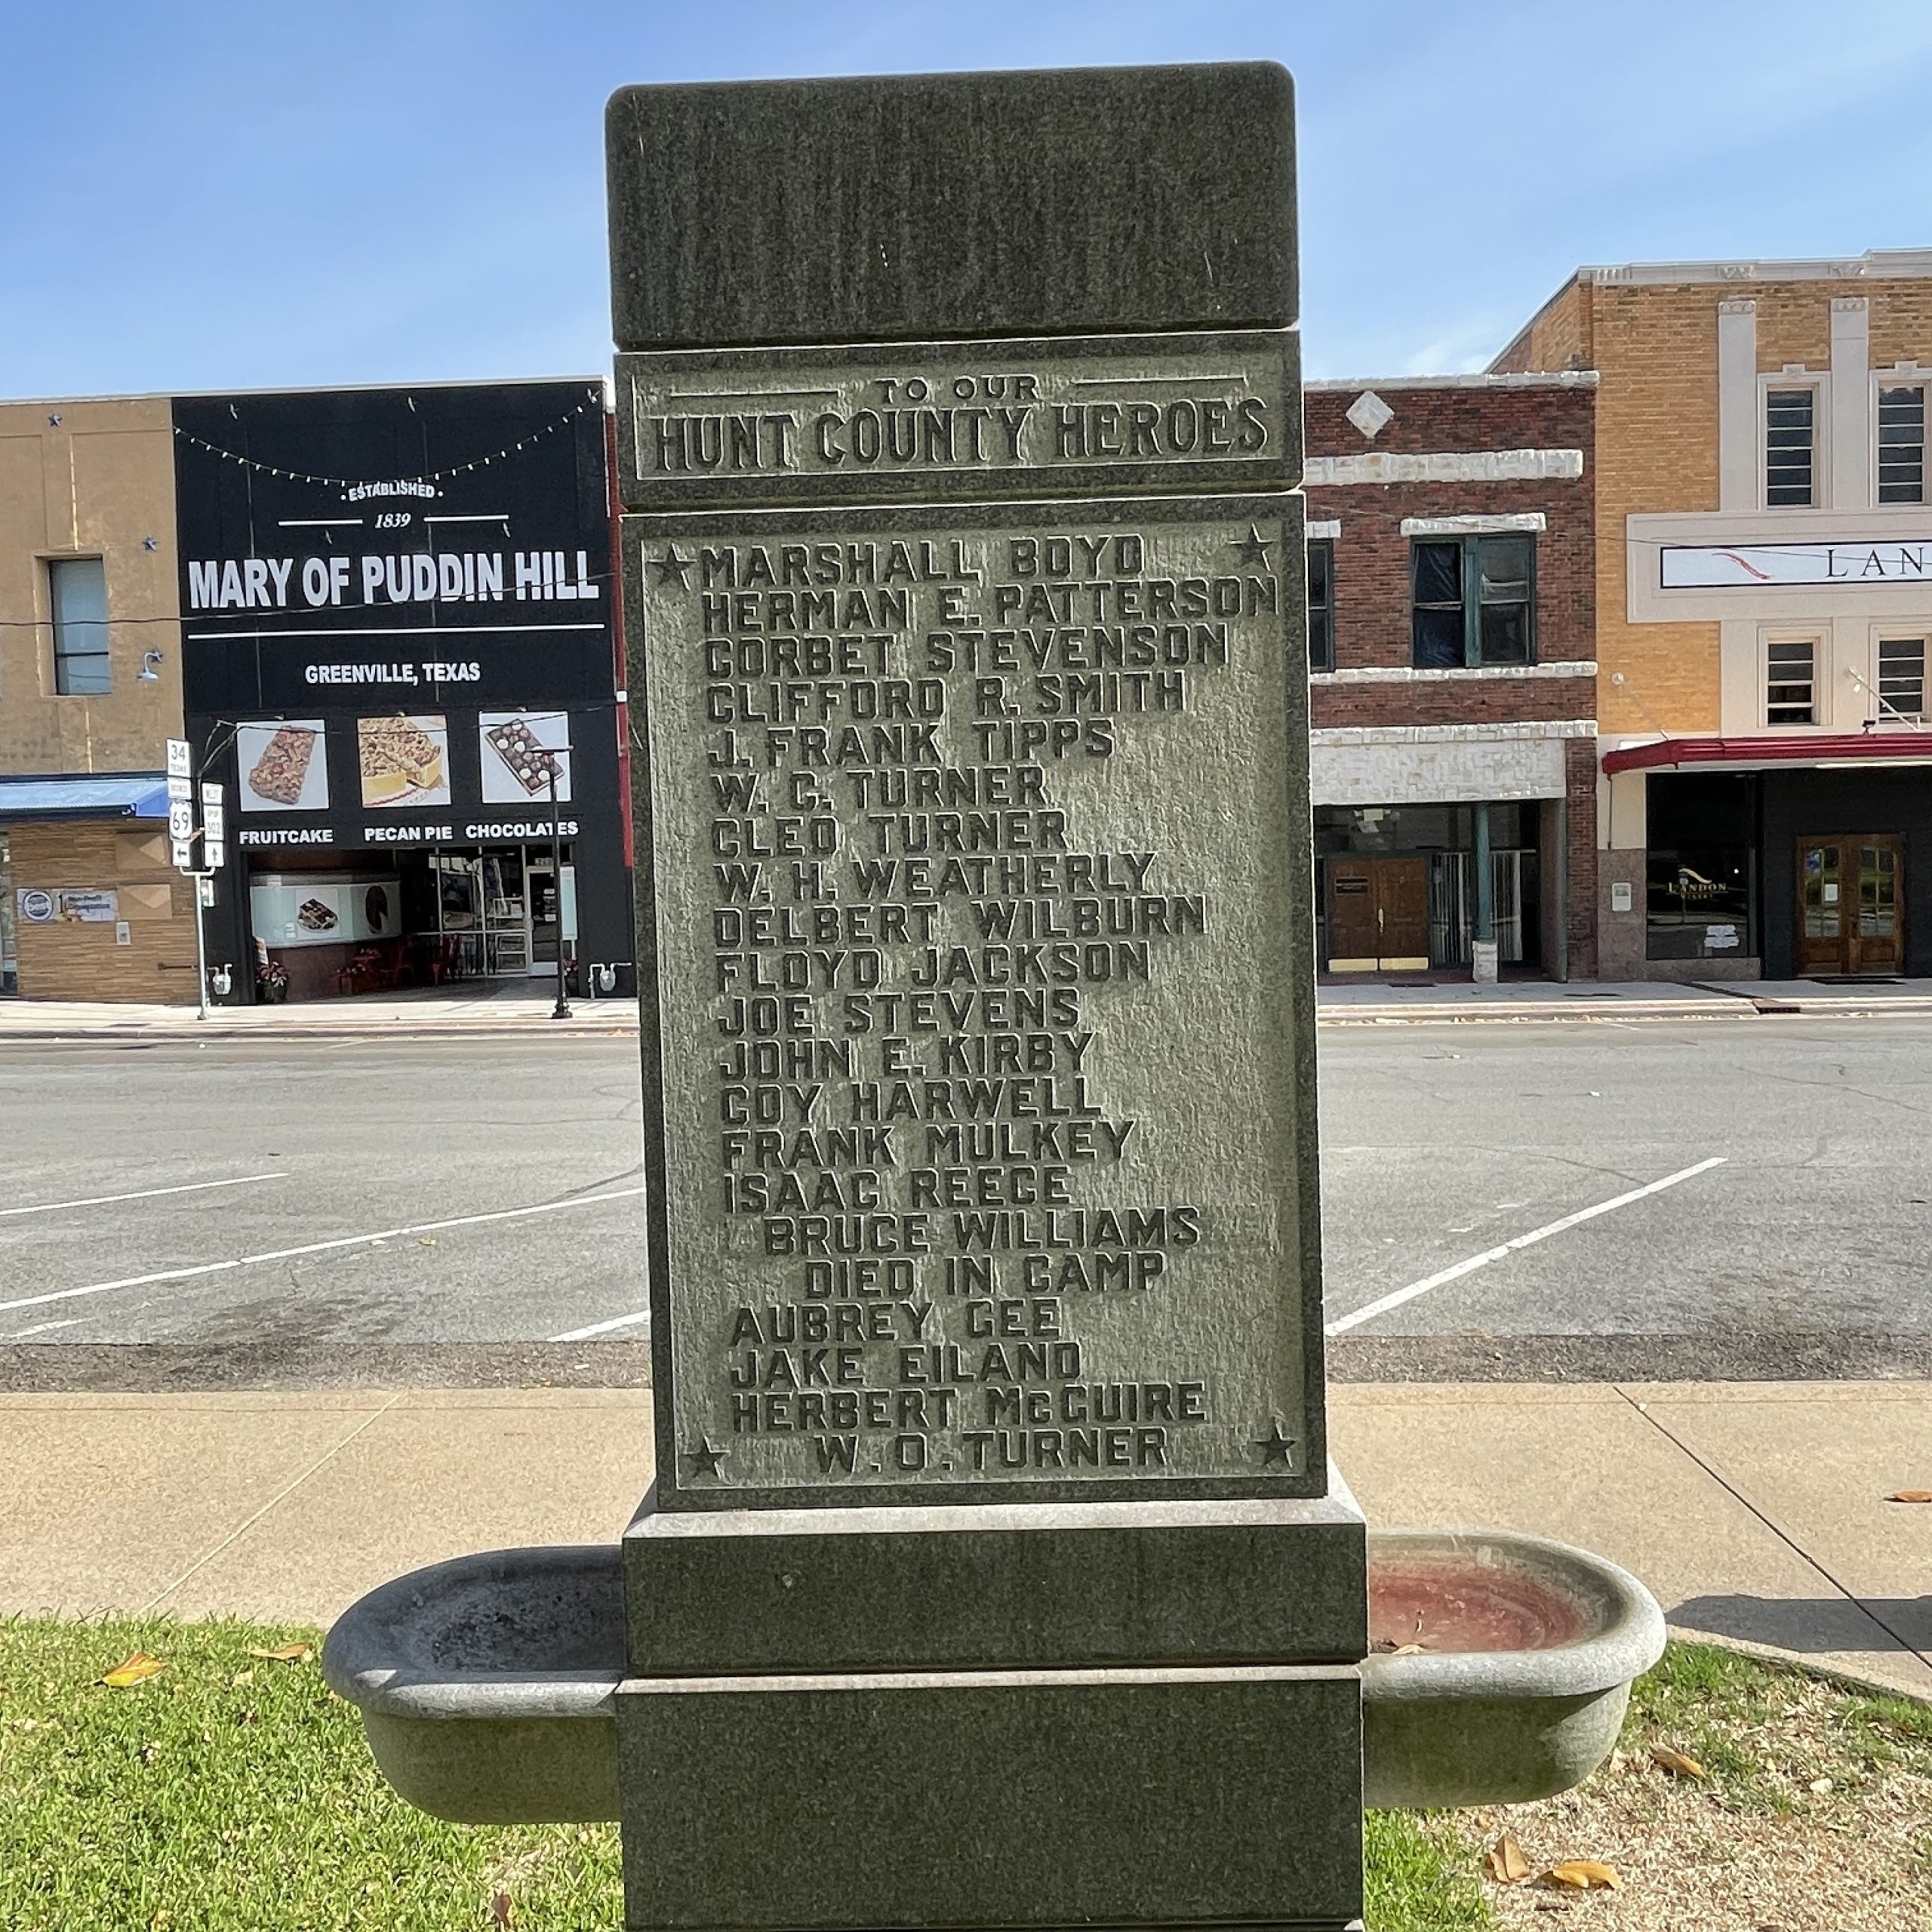 TO OUR
HUNT COUNTY HEROES
MARSHALL BOYD
HERMAN E. PATTERSON
CORBET STEVENSON
CLIFFORD R. SMITH
J. FRANK TIPPS
W. C. TURNER
CLEO TURNER
W. H. WEATHERLY
DELBERT WILBURN
FLOYD JACKSON
JOE STEVENS
JOHN E. KIRBY
COY HARWELL
FRANK MULKEY
ISAAC REECE
BRUCE WILLIAMS
DIED IN CAMP
AUBREY GEE
JAKE EILAND
HERBERT McGUIRE
W. O. TURNER
ESTABLISHED
1839
MARY OF PUDDIN HILL
GREENVILLE, TEXAS
FRUITCAKE PECAN PIE CHOCOLATES
34
TEXAS
69
LAN
LANDON
WINERY